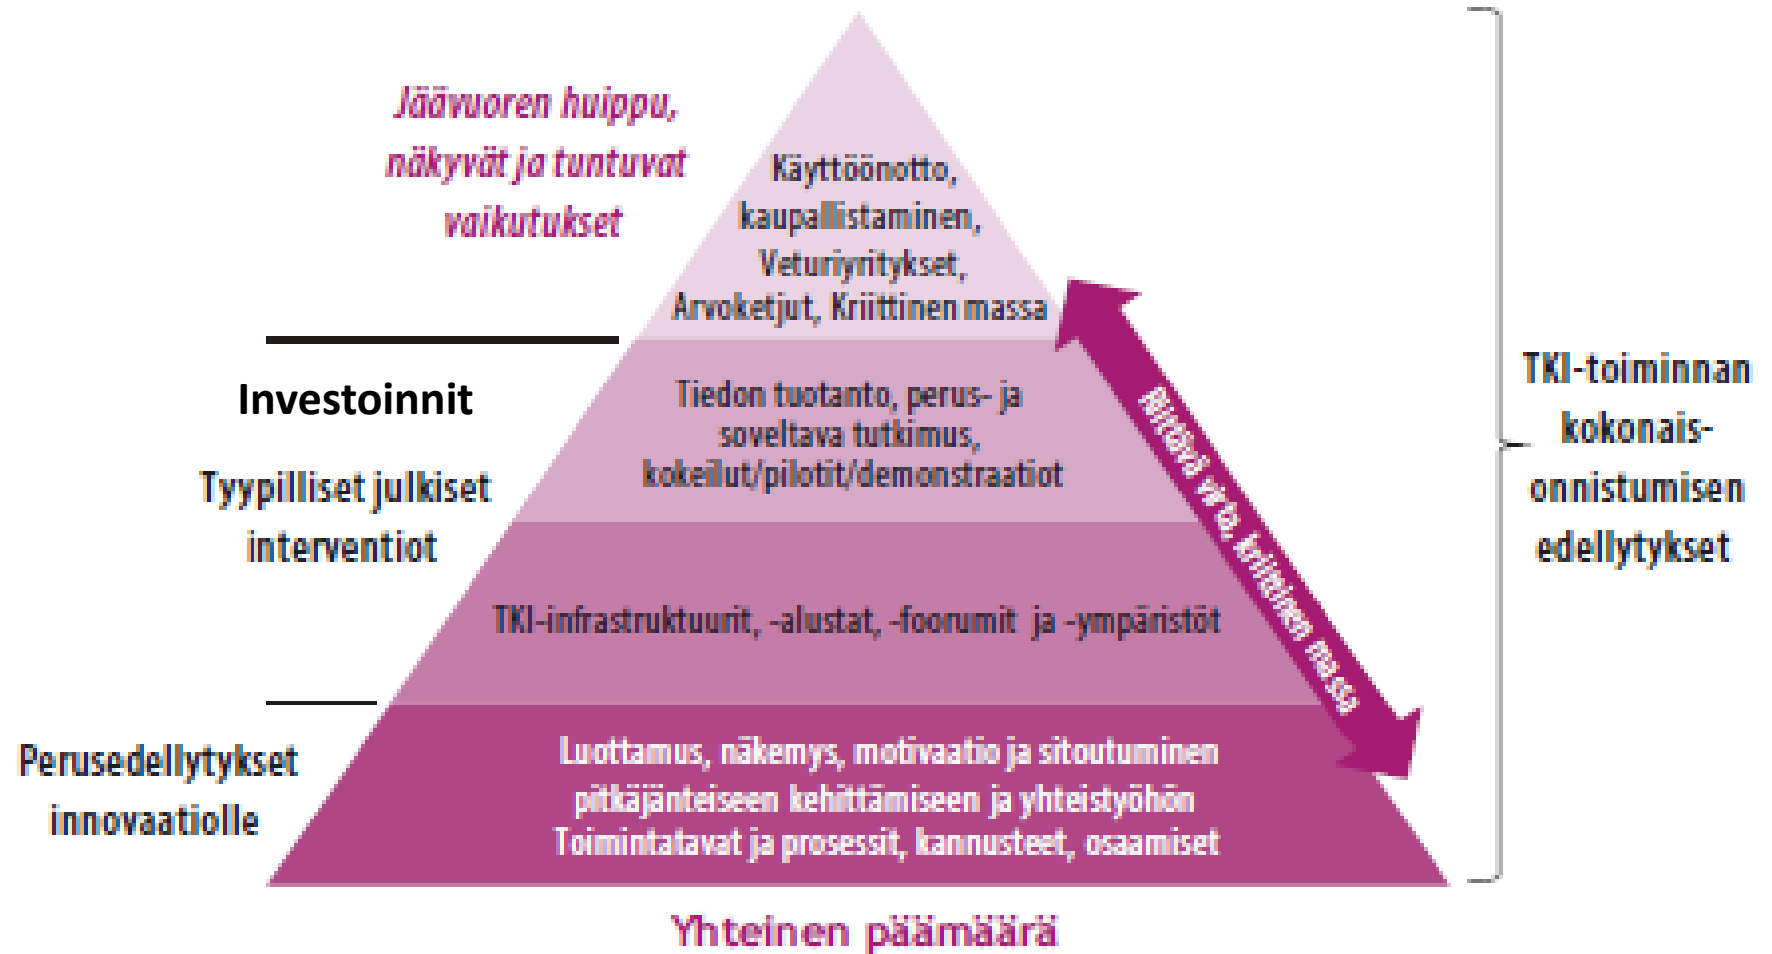 Jäävuoren huippu,
näkyvät ja tuntuvat
vaikutukset
Käyttöönotto,
kaupallistaminen,
Veturiyritykset,
Arvoketjut, Kriittinen massa
Investoinnit
Tyypilliset julkiset
interventiot
Tiedon tuotanto, perus- ja
soveltava tutkimus,
kokeilut/pilotit/demonstraatiot
TKI-infrastruktuurit, -alustat, -foorumit ja -ympäristöt
Perusedellytykset
innovaatiolle
Luottamus, näkemys, motivaatio ja sitoutuminen
pitkäjänteiseen kehittämiseen ja yhteistyöhön
Toimintatavat ja prosessit, kannusteet, osaamiset
Riittävä virta, kriittinen massa
TKI-toiminnan
kokonais-
onnistumisen
edellytykset
Yhteinen päämäärä